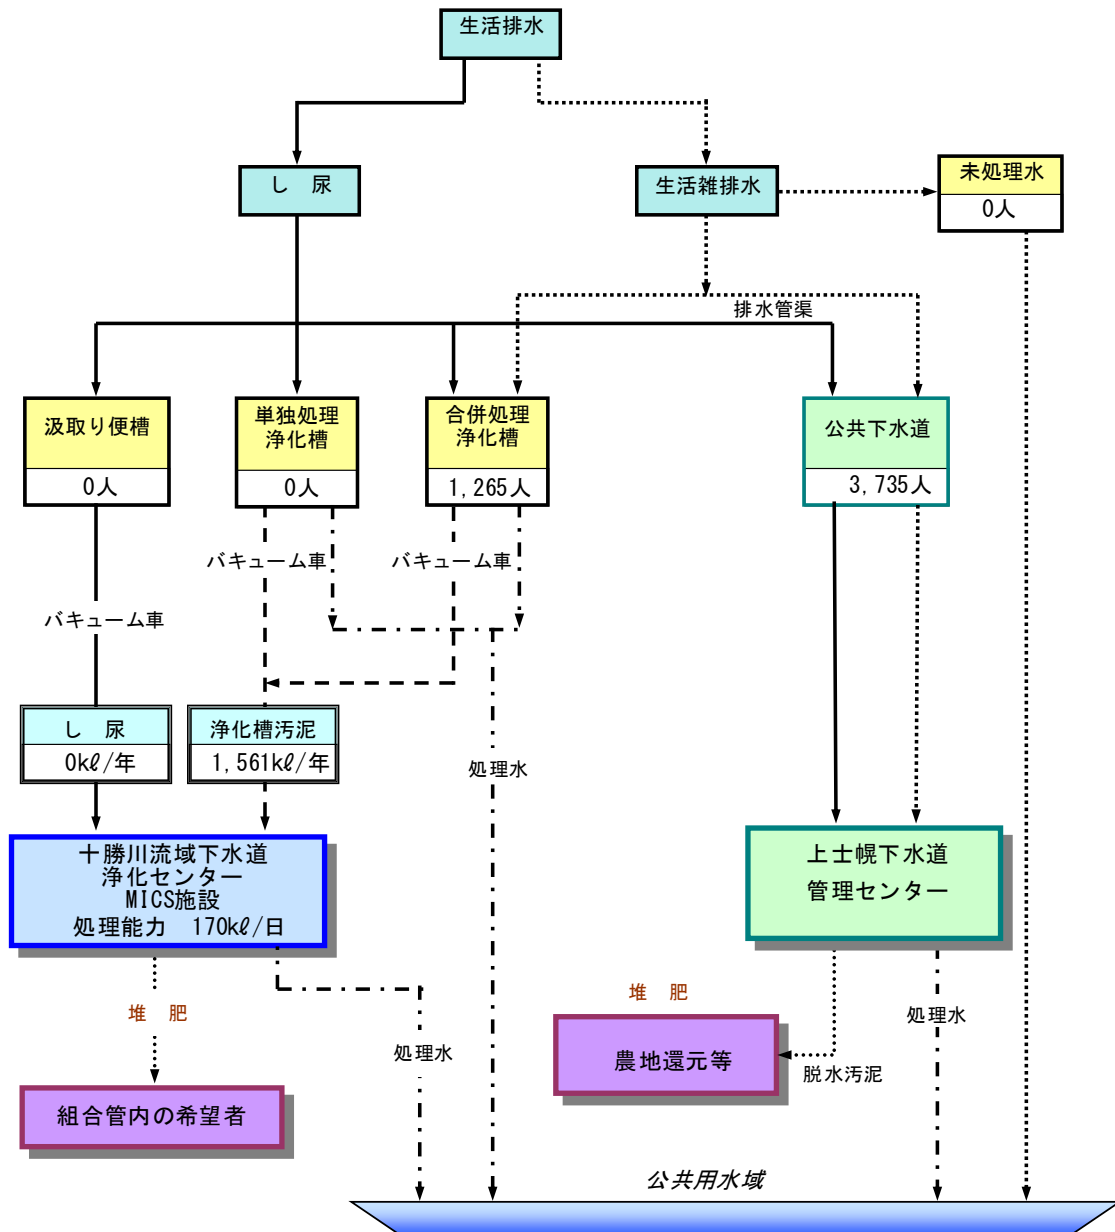 生活排水
し　尿
生活雑排水
未処理水
0人
排水管渠
汲取り便槽
0人
単独処理
浄化槽
0人
合併処理
浄化槽
1,265人
公共下水道
3,735人
バキューム車
バキューム車
バキューム車
し　尿
0kℓ/年
浄化槽汚泥
1,561kℓ/年
処理水
十勝川流域下水道
浄化センター
MICS施設
処理能力　170kℓ/日
上士幌下水道
管理センター
堆　肥
堆　肥
処理水
処理水
農地還元等
脱水汚泥
組合管内の希望者
公共用水域